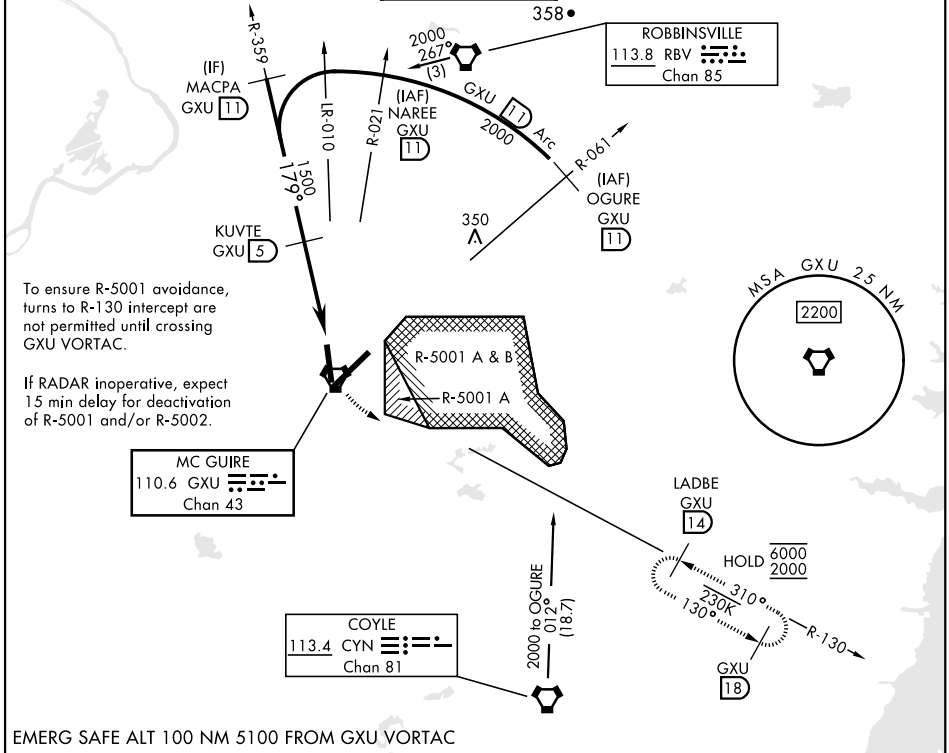 358
ROBBINSVILLE
113.8 RBV
Chan 85
2000
267°
(3)
R-359
(IF)
MACPA
GXU 11
LR-010
R-021
(IAF)
NAREE
GXU
11
GXU 11 Arc
2000
R-061
(IAF)
OGURE
GXU
11
1500
179°
350
KUVTE
GXU 5
MSA GXU 25 NM
2200
To ensure R-5001 avoidance,
turns to R-130 intercept are
not permitted until crossing
GXU VORTAC.
R-5001 A & B
R-5001 A
If RADAR inoperative, expect
15 min delay for deactivation
of R-5001 and/or R-5002.
MC GUIRE
110.6 GXU
Chan 43
LADBE
GXU
14
HOLD 6000
2000
310°
230K
130°
R-130
GXU
18
2000 to OGURE
012°
(18.7)
COYLE
113.4 CYN
Chan 81
EMERG SAFE ALT 100 NM 5100 FROM GXU VORTAC